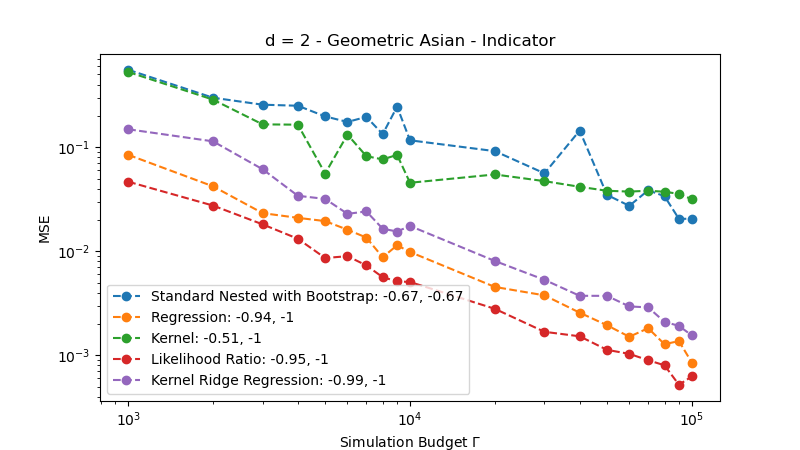 d = 2 - Geometric Asian - Indicator
MSE
10⁻¹
10⁻²
10⁻³
Standard Nested with Bootstrap: -0.67, -0.67
Regression: -0.94, -1
Kernel: -0.51, -1
Likelihood Ratio: -0.95, -1
Kernel Ridge Regression: -0.99, -1
10³ 10⁴ 10⁵
Simulation Budget Γ